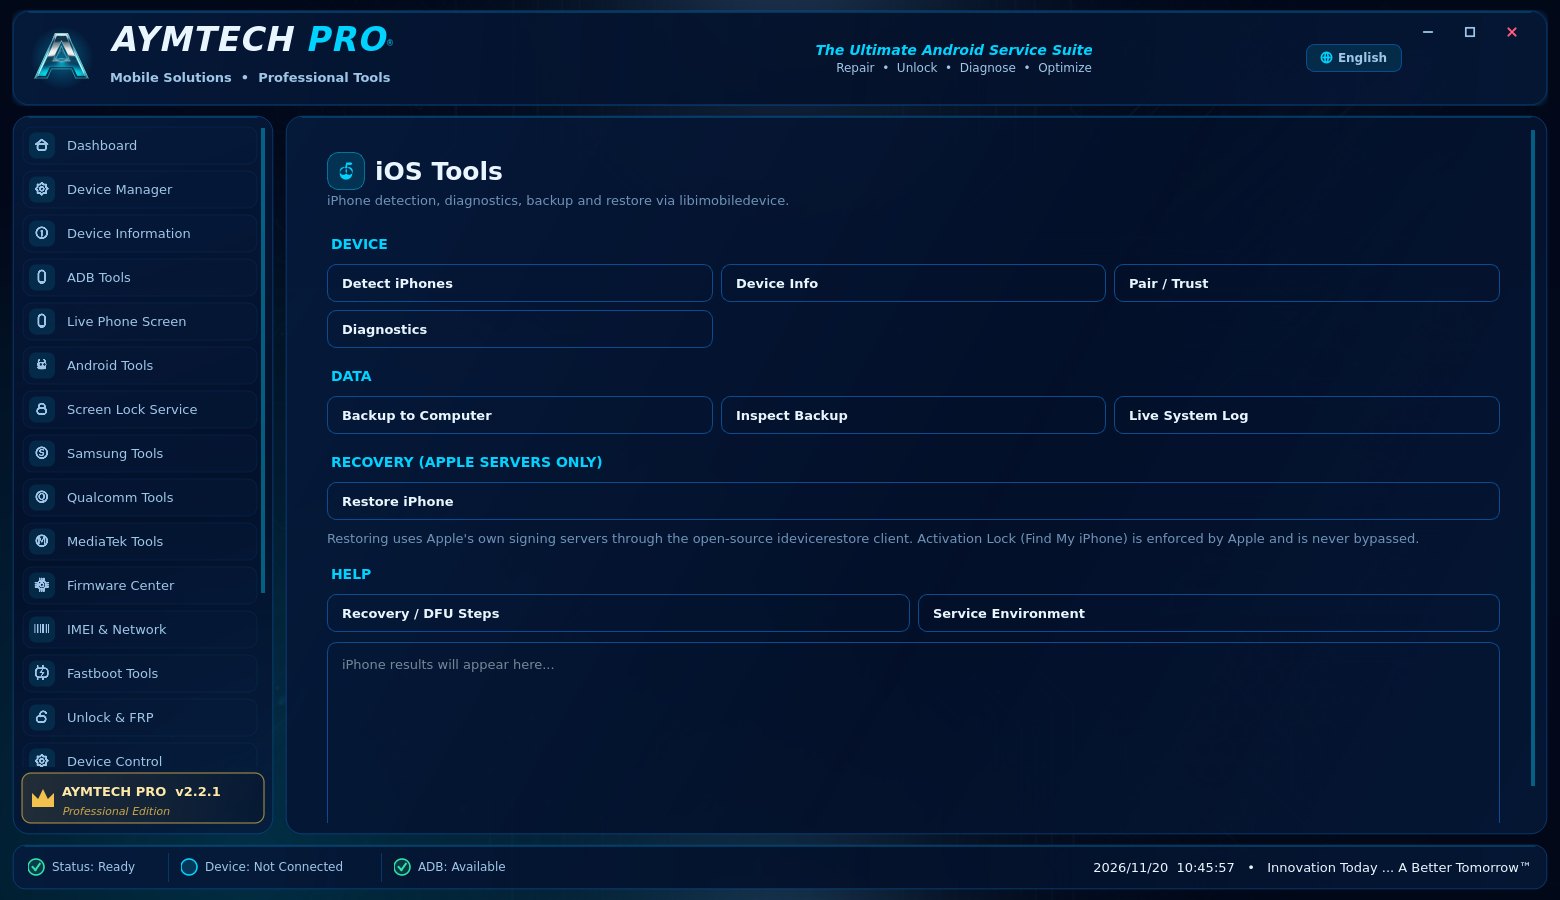 AYMTECH PRO®
Mobile Solutions • Professional Tools
The Ultimate Android Service Suite
Repair • Unlock • Diagnose • Optimize
English
Dashboard
Device Manager
Device Information
ADB Tools
Live Phone Screen
Android Tools
Screen Lock Service
Samsung Tools
Qualcomm Tools
MediaTek Tools
Firmware Center
IMEI & Network
Fastboot Tools
Unlock & FRP
Device Control
AYMTECH PRO v2.2.1
Professional Edition
iOS Tools
iPhone detection, diagnostics, backup and restore via libimobiledevice.
DEVICE
Detect iPhones
Device Info
Pair / Trust
Diagnostics
DATA
Backup to Computer
Inspect Backup
Live System Log
RECOVERY (APPLE SERVERS ONLY)
Restore iPhone
Restoring uses Apple's own signing servers through the open-source idevicerestore client. Activation Lock (Find My iPhone) is enforced by Apple and is never bypassed.
HELP
Recovery / DFU Steps
Service Environment
iPhone results will appear here...
Status: Ready
Device: Not Connected
ADB: Available
2026/11/20 10:45:57 • Innovation Today ... A Better Tomorrow™